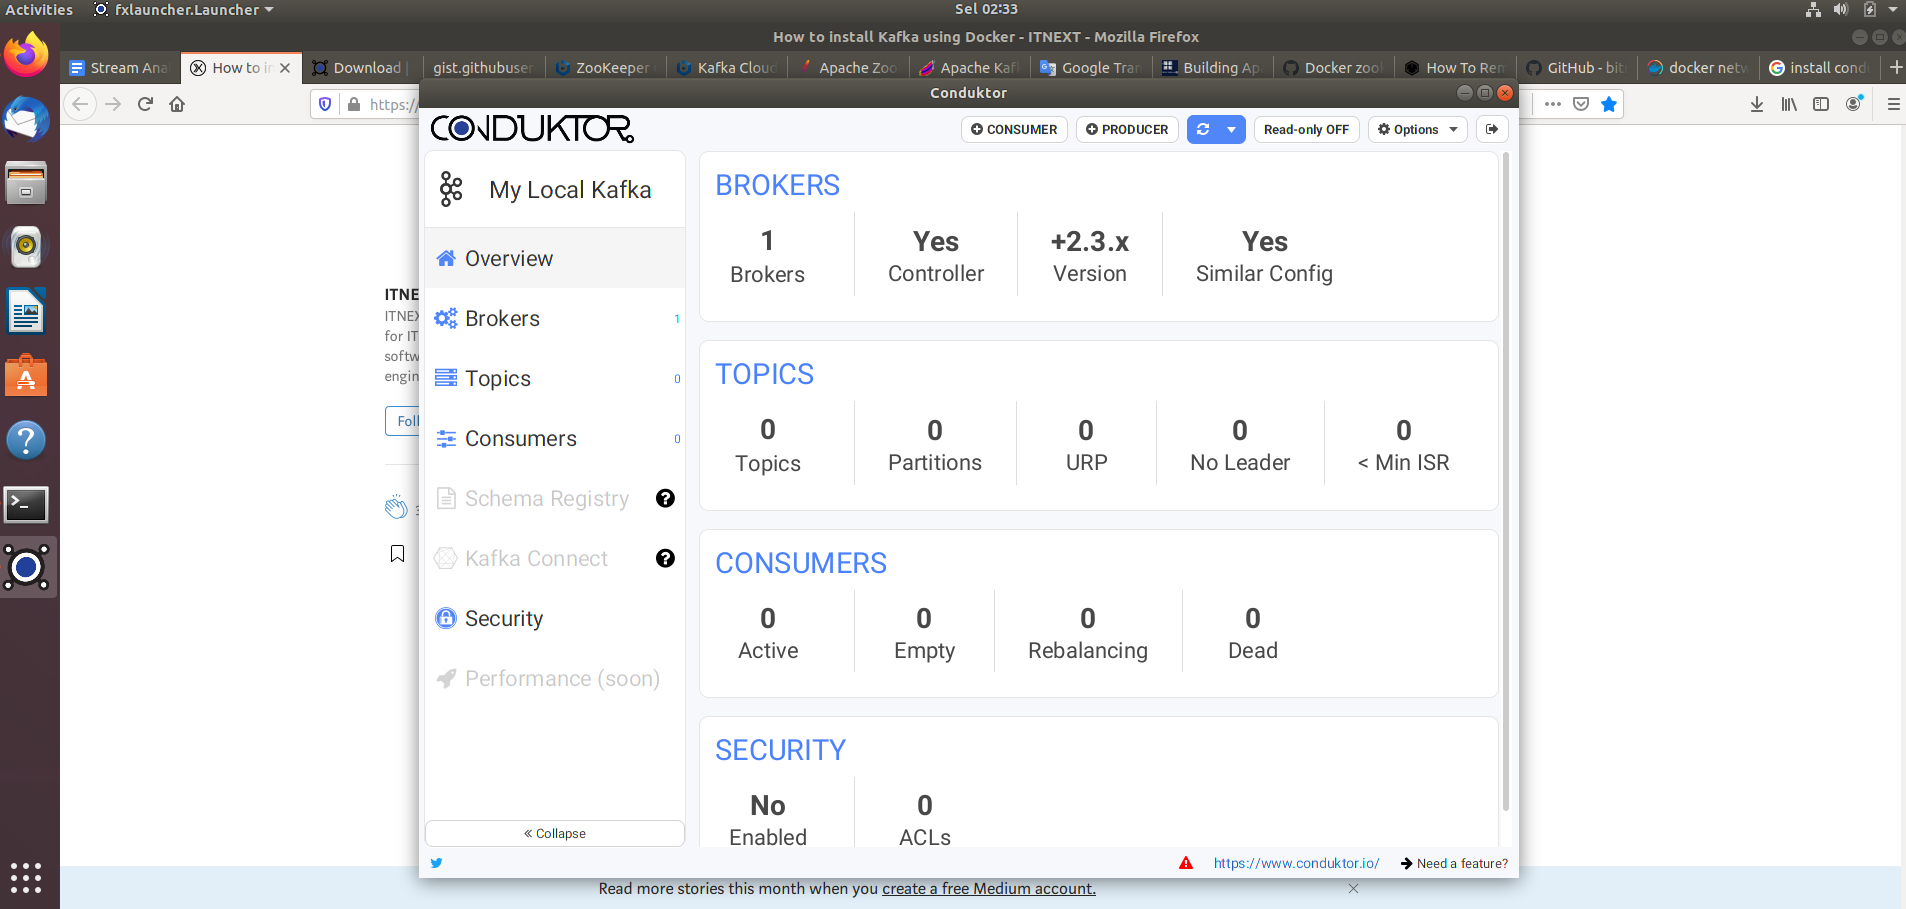 Activities
fxlauncher.Launcher
Sel 02:33
How to install Kafka using Docker - ITNEXT - Mozilla Firefox
Stream Ana
How to in
Download |
gist.githubuser
ZooKeeper
Kafka Cloud
Apache Zoo
Apache Kaf
Google Tran
Building Ap
Docker zook
How To Rem
GitHub - bit
docker netw
install cond
https://
Conduktor
CONDUKTOR
CONSUMER
PRODUCER
Read-only OFF
Options
My Local Kafka
Overview
Brokers 1
Topics 0
Consumers 0
Schema Registry ?
Kafka Connect ?
Security
Performance (soon)
« Collapse
BROKERS
1 Yes +2.3.x Yes
Brokers Controller Version Similar Config
TOPICS
0 0 0 0 0
Topics Partitions URP No Leader < Min ISR
CONSUMERS
0 0 0 0
Active Empty Rebalancing Dead
SECURITY
No 0
Enabled ACLs
https://www.conduktor.io/ Need a feature?
ITNE
ITNEX
for IT
softw
engin
Foll
Read more stories this month when you create a free Medium account.